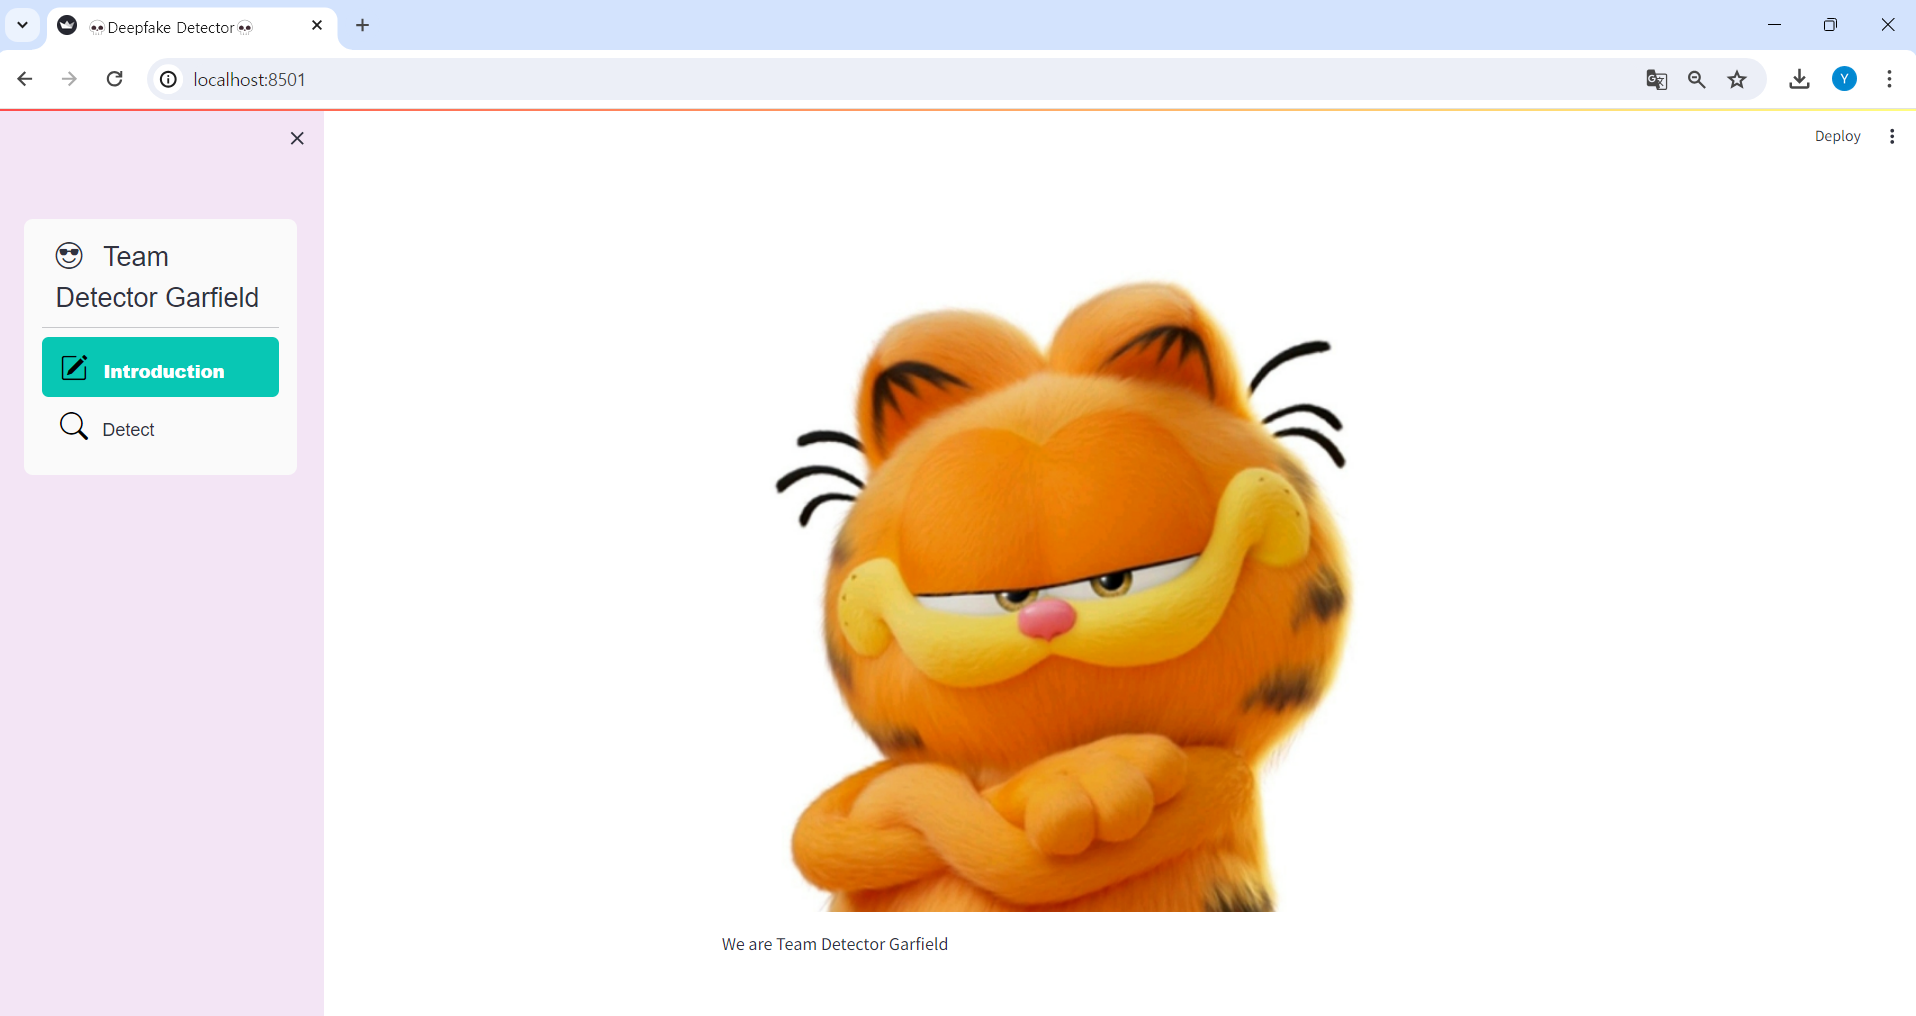 💀Deepfake Detector💀
localhost:8501
Y
Deploy
Team
Detector Garfield
Introduction
Detect
We are Team Detector Garfield